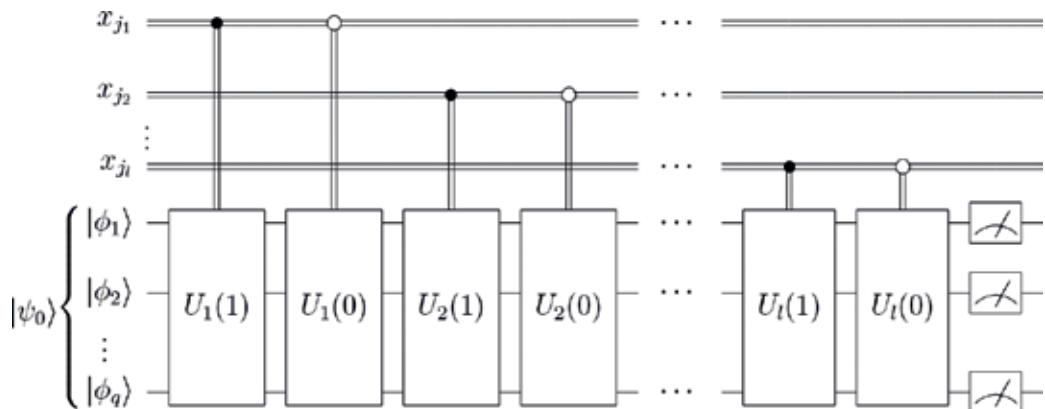 x_{j_1} ···
x_{j_2} ···
⋮
x_{j_l} ···
|ψ_0⟩
|ϕ_1⟩ ···
|ϕ_2⟩ U_1(1) U_1(0) U_2(1) U_2(0) ··· U_l(1) U_l(0)
⋮
|ϕ_q⟩ ···